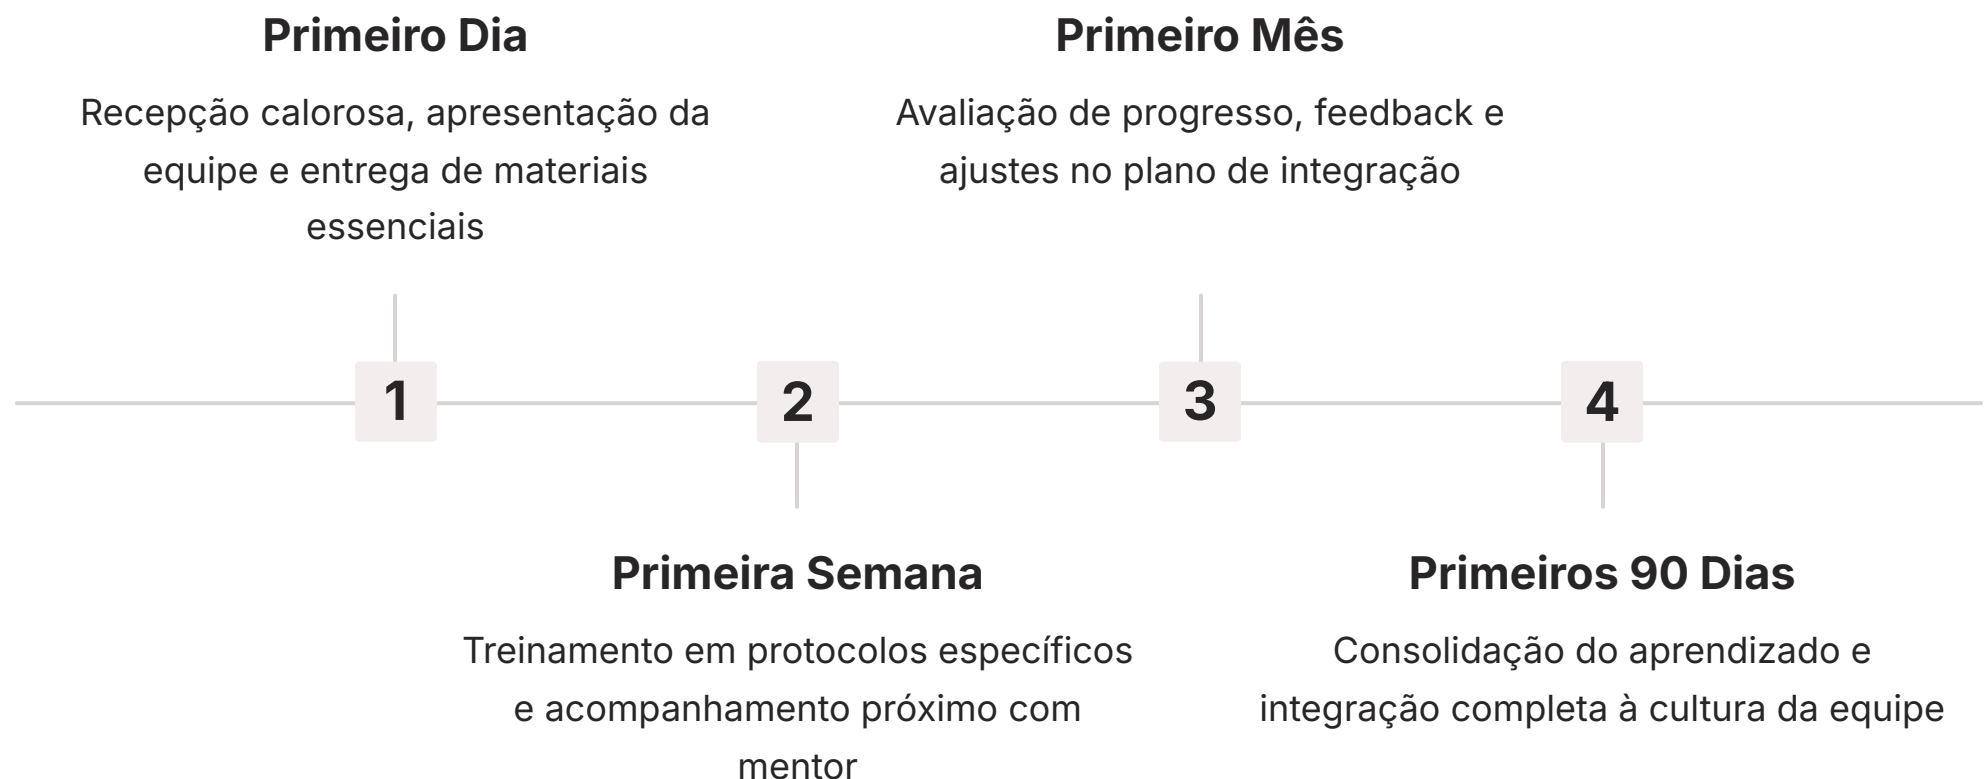 Primeiro Dia
Recepção calorosa, apresentação da
equipe e entrega de materiais
essenciais
Primeiro Mês
Avaliação de progresso, feedback e
ajustes no plano de integração
1
2
3
4
Primeira Semana
Treinamento em protocolos específicos
e acompanhamento próximo com
mentor
Primeiros 90 Dias
Consolidação do aprendizado e
integração completa à cultura da equipe